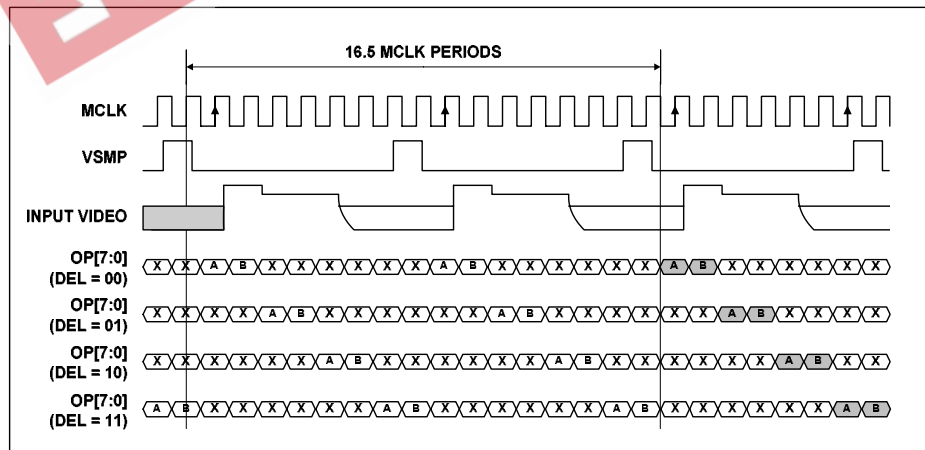 16.5 MCLK PERIODS
MCLK
VSMP
INPUT VIDEO
OP[7:0]
(DEL = 00)
X X A B X X X X X X A B X X X X X X A B X X X X X X
OP[7:0]
(DEL = 01)
X X X X A B X X X X X X A B X X X X X X A B X X X X
OP[7:0]
(DEL = 10)
X X X X X X A B X X X X X X A B X X X X X X A B X X
OP[7:0]
(DEL = 11)
A B X X X X X X A B X X X X X X A B X X X X X X A B